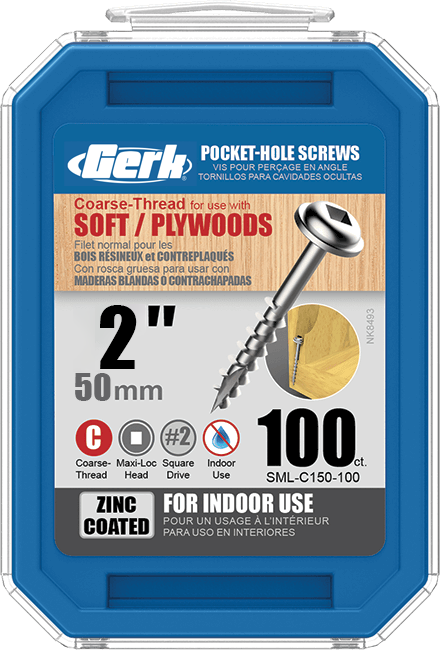 Gerk
POCKET-HOLE SCREWS
VIS POUR PERÇAGE EN ANGLE
TORNILLOS PARA CAVIDADES OCULTAS
Coarse-Thread for use with
SOFT / PLYWOODS
Filet normal pour les
BOIS RÉSINEUX et CONTREPLAQUÉS
Con rosca gruesa para usar con
MADERAS BLANDAS O CONTRACHAPADAS
2"
50mm
NK8493
C
Coarse-
Thread
Maxi-Loc
Head
#2
Square
Drive
Indoor
Use
100 ct.
SML-C150-100
ZINC
COATED
FOR INDOOR USE
POUR UN USAGE À L'INTÉRIEUR
PARA USO EN INTERIORES